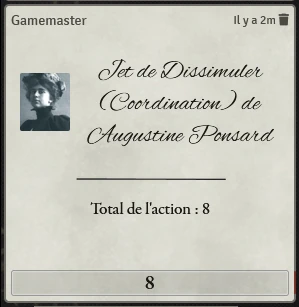 Gamemaster Il y a 2m
Jet de Dissimuler
(Coordination) de
Augustine Ponsard
Total de l'action : 8
8